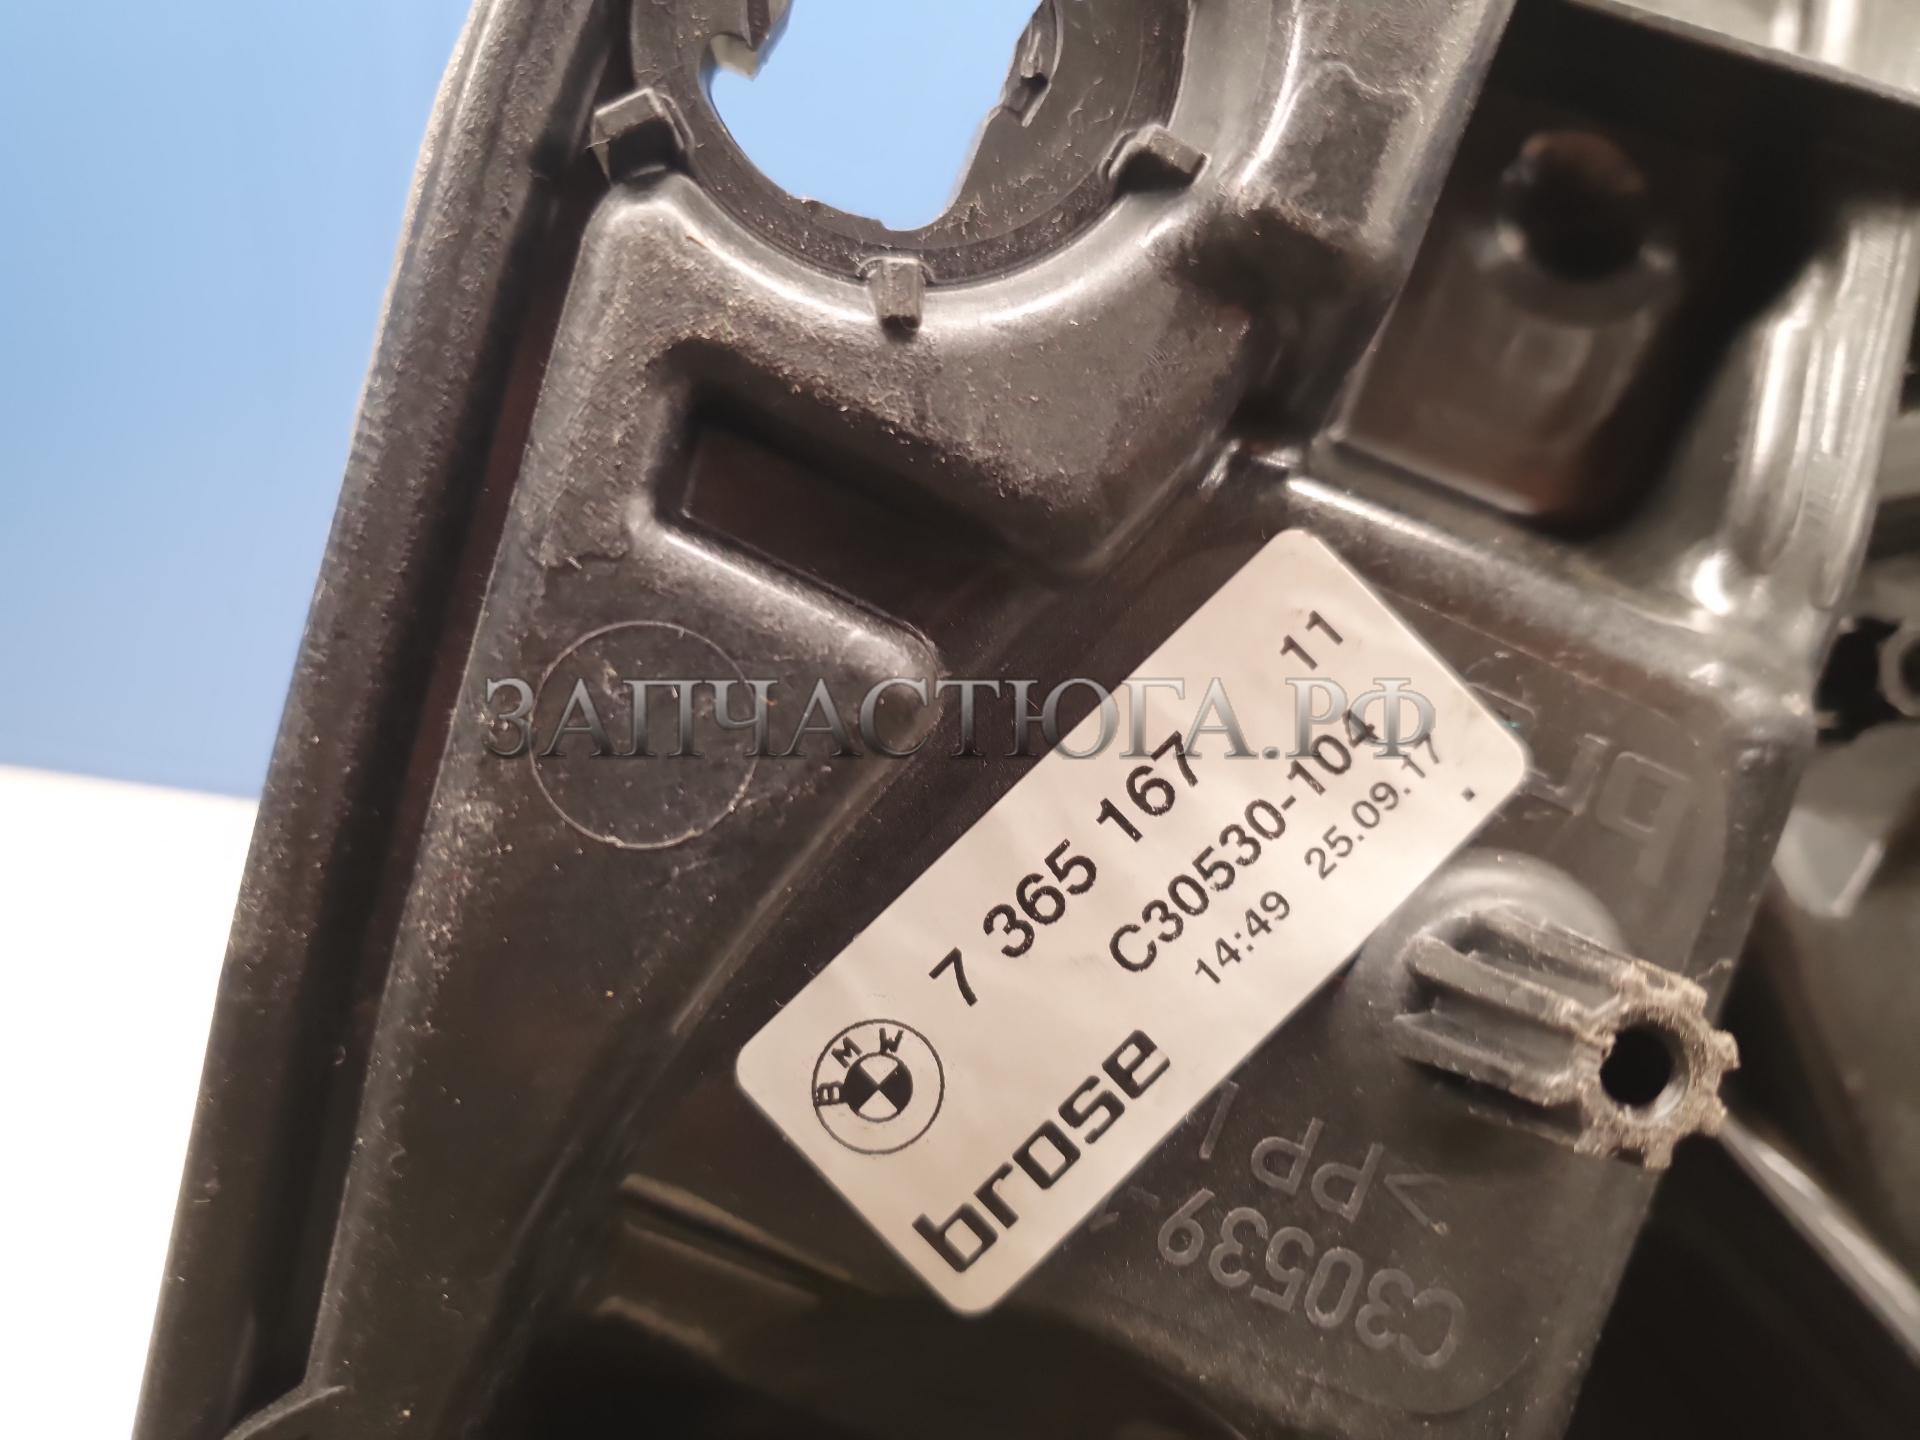 ЗАПЧАСТЮГА.РФ
7 365 167 11
C30530-104
14:49 25.09.17
BMW
brose
>PP
C30539